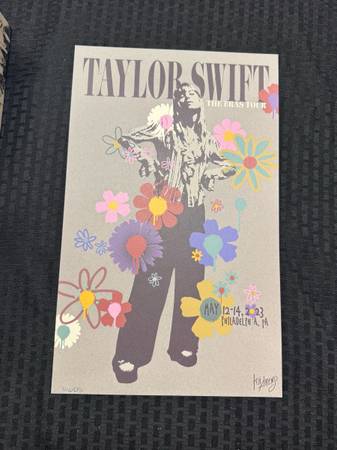 TAYLOR SWIFT
THE ERAS TOUR
MAY 12-14, 2023
PHILADELPHIA, PA